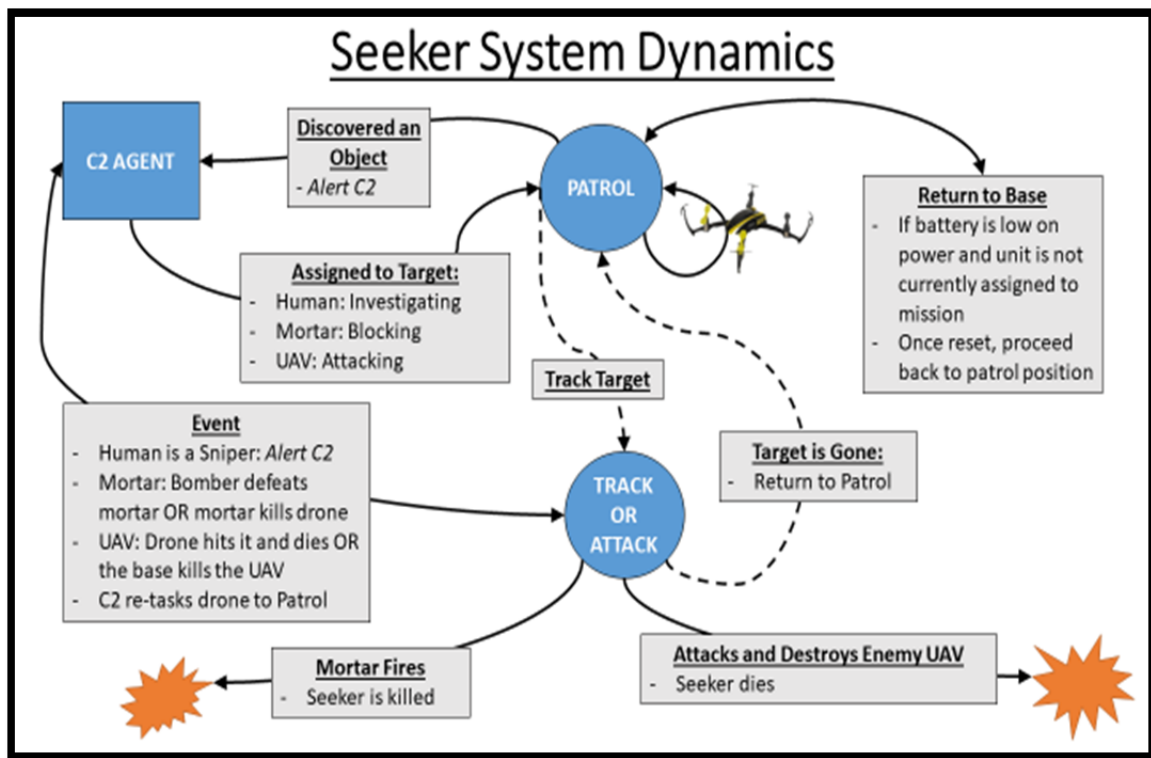 Seeker System Dynamics
C2 AGENT
Discovered an
Object
- Alert C2
PATROL
Return to Base
- If battery is low on
power and unit is not
currently assigned to
mission
- Once reset, proceed
back to patrol position
Assigned to Target:
- Human: Investigating
- Mortar: Blocking
- UAV: Attacking
Track Target
Event
- Human is a Sniper: Alert C2
- Mortar: Bomber defeats
mortar OR mortar kills drone
- UAV: Drone hits it and dies OR
the base kills the UAV
- C2 re-tasks drone to Patrol
TRACK
OR
ATTACK
Target is Gone:
- Return to Patrol
Mortar Fires
- Seeker is killed
Attacks and Destroys Enemy UAV
- Seeker dies